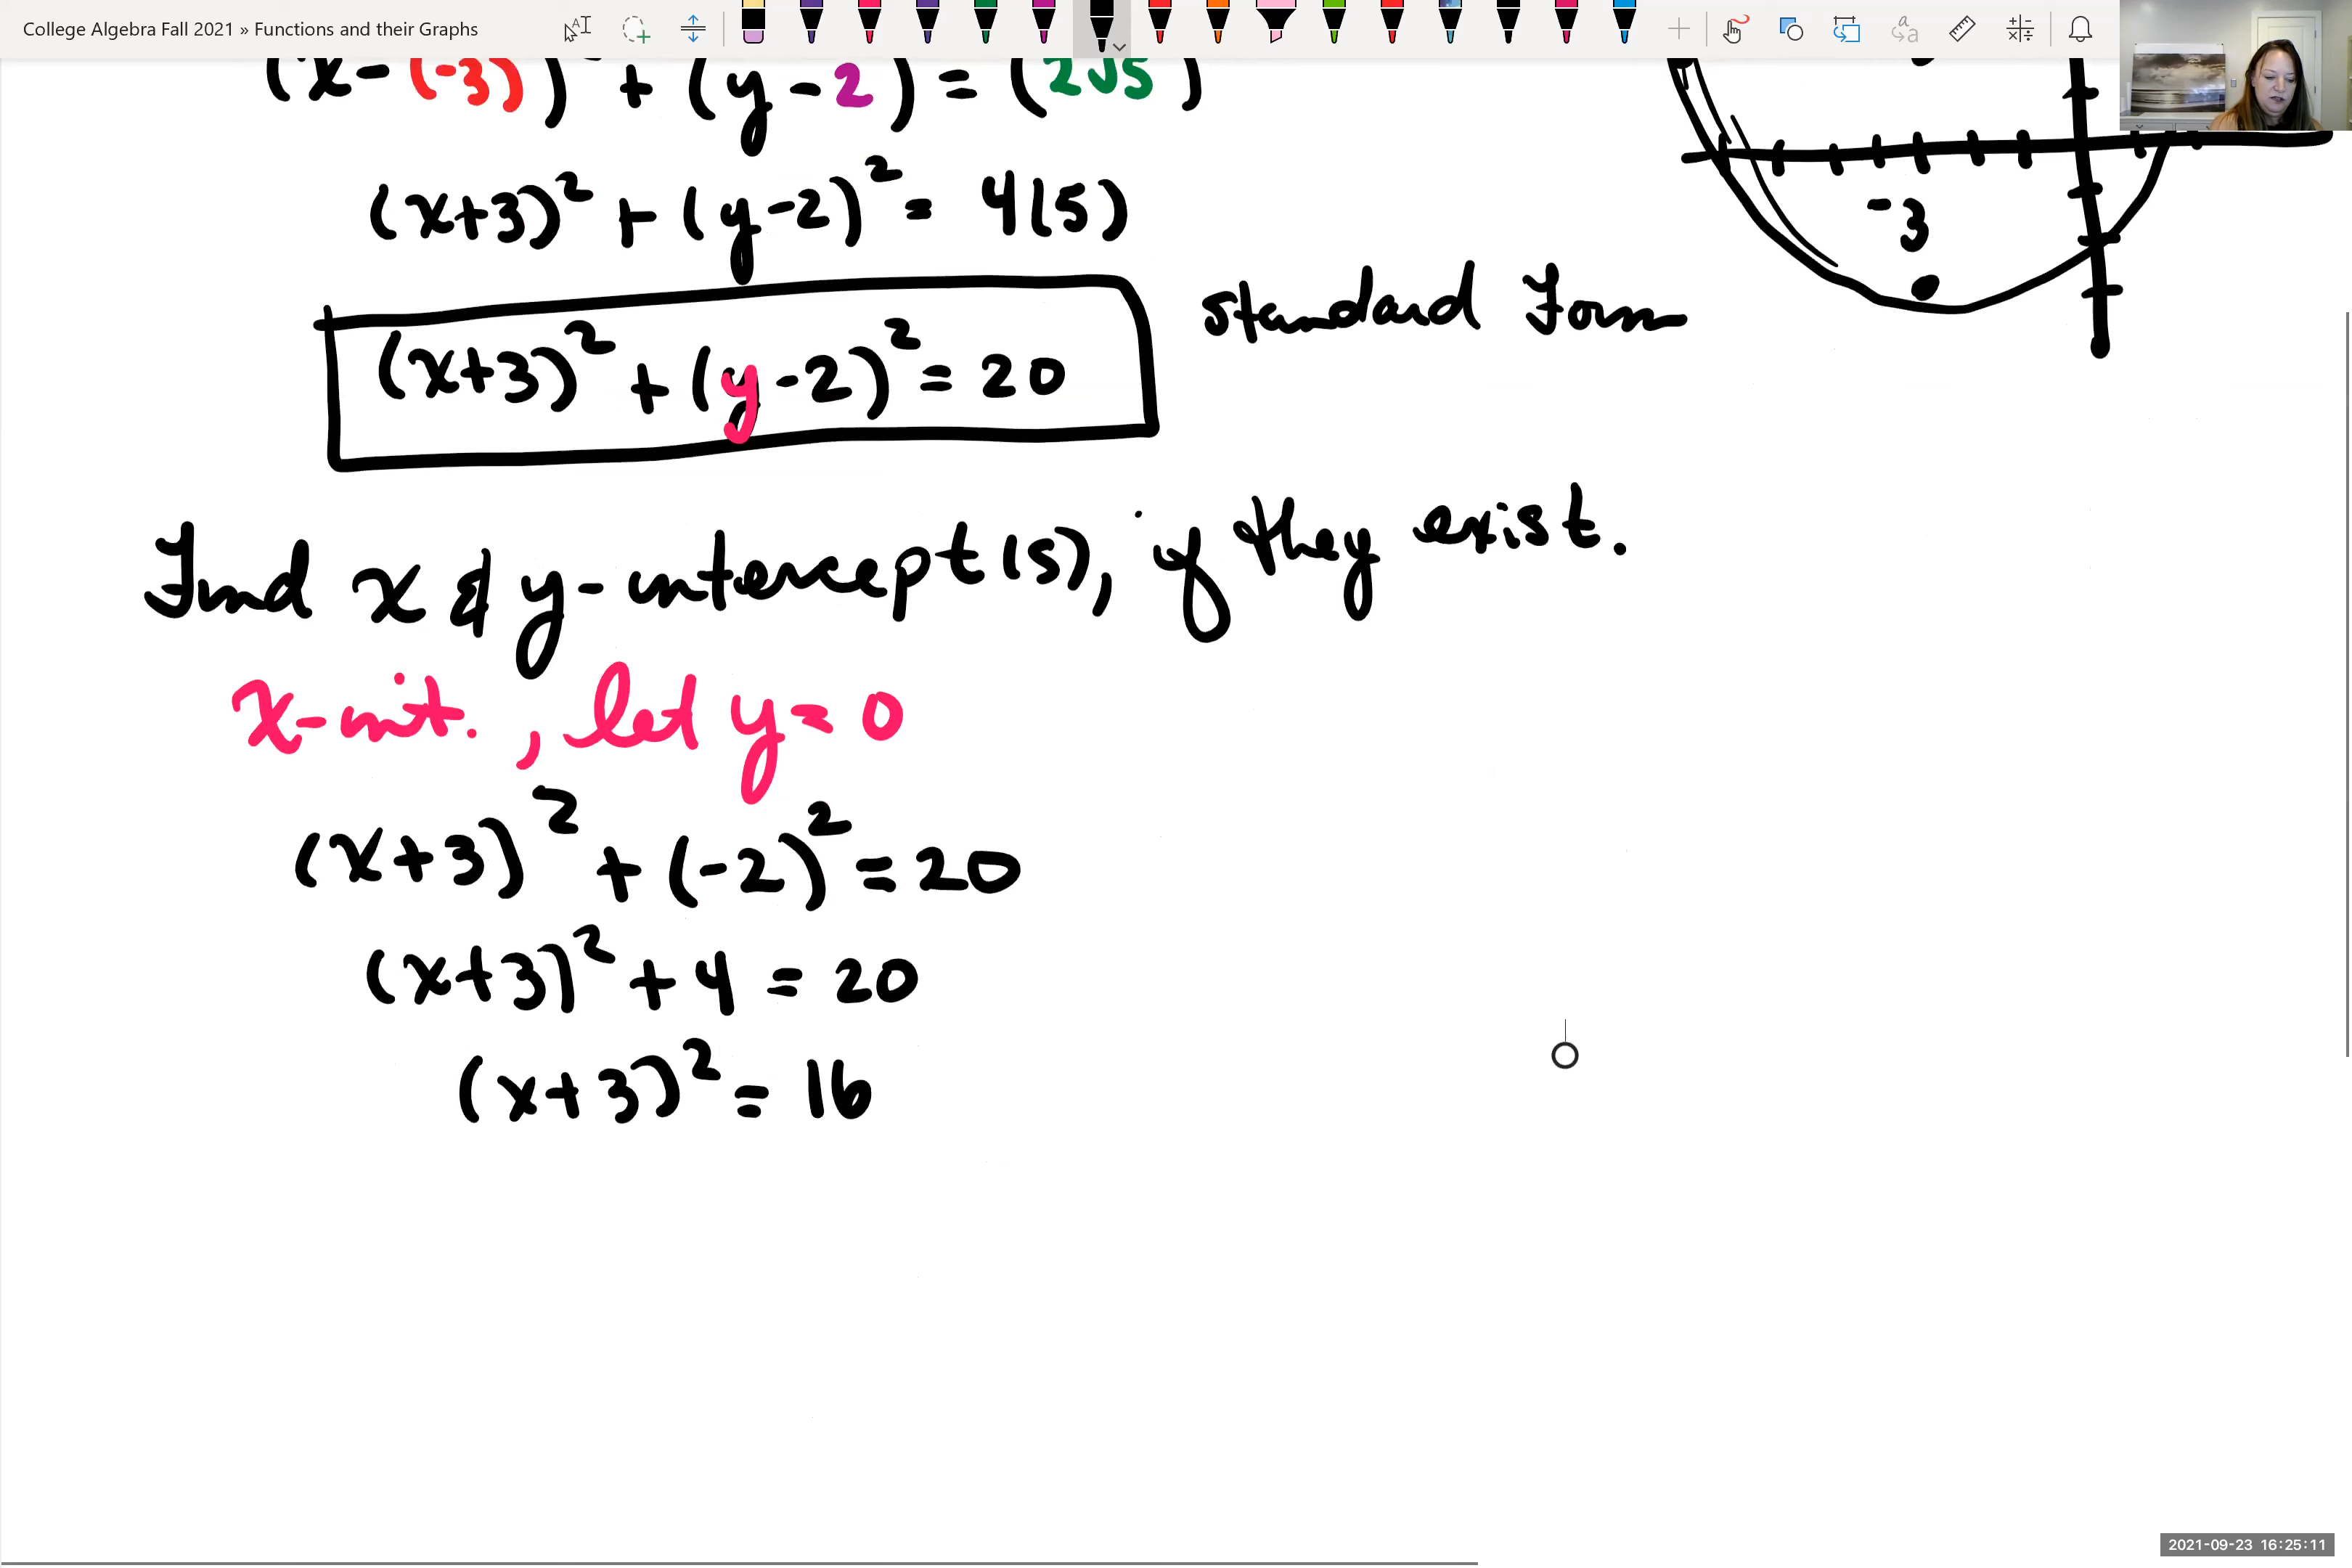 College Algebra Fall 2021 » Functions and their Graphs
(x-(-3))² + (y-2) = (2√5)
(x+3)² + (y-2)² = 4(5)
-3
(x+3)² + (y-2)² = 20
Standard Form
Find x & y-intercept(s), if they exist.
x-int., let y = 0
(x+3)² + (-2)² = 20
(x+3)² + 4 = 20
(x+3)² = 16
2021-09-23 16:25:11